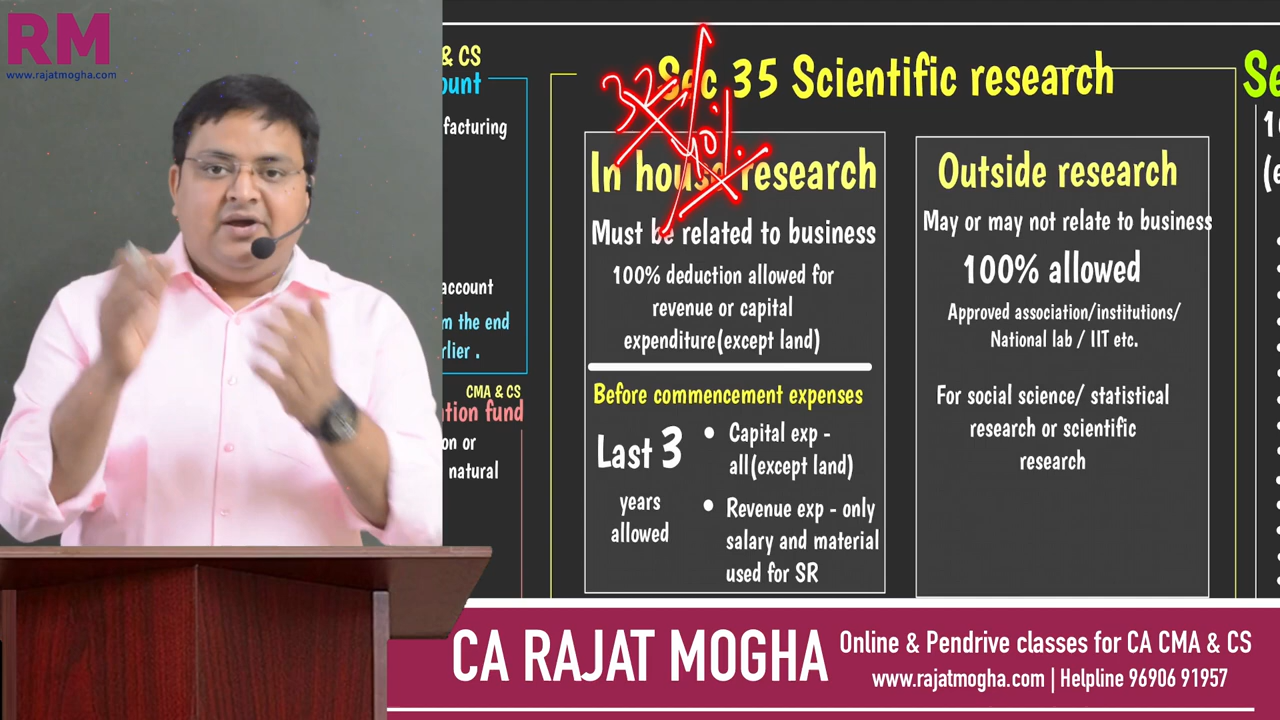 RM
www.rajatmogha.com
& CS
ount
facturing
account
m the end
rlier .
CMA & CS
tion fund
on or
natural
Sec 35 Scientific research
In house research
Must be related to business
100% deduction allowed for
revenue or capital
expenditure(except land)
Before commencement expenses
Last 3
years
allowed
• Capital exp -
all(except land)
• Revenue exp - only
salary and material
used for SR
Outside research
May or may not relate to business
100% allowed
Approved association/institutions/
National lab / IIT etc.
For social science/ statistical
research or scientific
research
Se
(e
CA RAJAT MOGHA
Online & Pendrive classes for CA CMA & CS
www.rajatmogha.com | Helpline 96906 91957